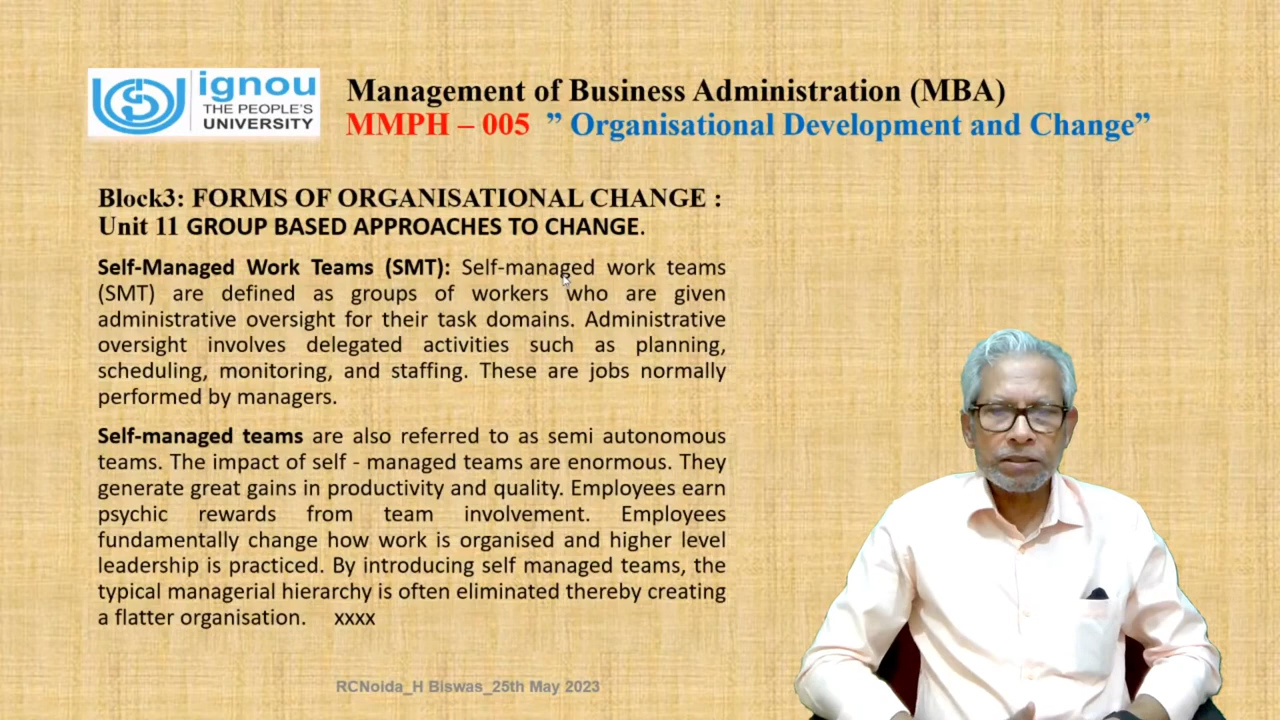 ignou
THE PEOPLE'S
UNIVERSITY
Management of Business Administration (MBA)
MMPH – 005 ” Organisational Development and Change”
Block3: FORMS OF ORGANISATIONAL CHANGE :
Unit 11 GROUP BASED APPROACHES TO CHANGE.
Self-Managed Work Teams (SMT): Self-managed work teams
(SMT) are defined as groups of workers who are given
administrative oversight for their task domains. Administrative
oversight involves delegated activities such as planning,
scheduling, monitoring, and staffing. These are jobs normally
performed by managers.
Self-managed teams are also referred to as semi autonomous
teams. The impact of self - managed teams are enormous. They
generate great gains in productivity and quality. Employees earn
psychic rewards from team involvement. Employees
fundamentally change how work is organised and higher level
leadership is practiced. By introducing self managed teams, the
typical managerial hierarchy is often eliminated thereby creating
a flatter organisation. xxxx
RCNoida_H Biswas_25th May 2023